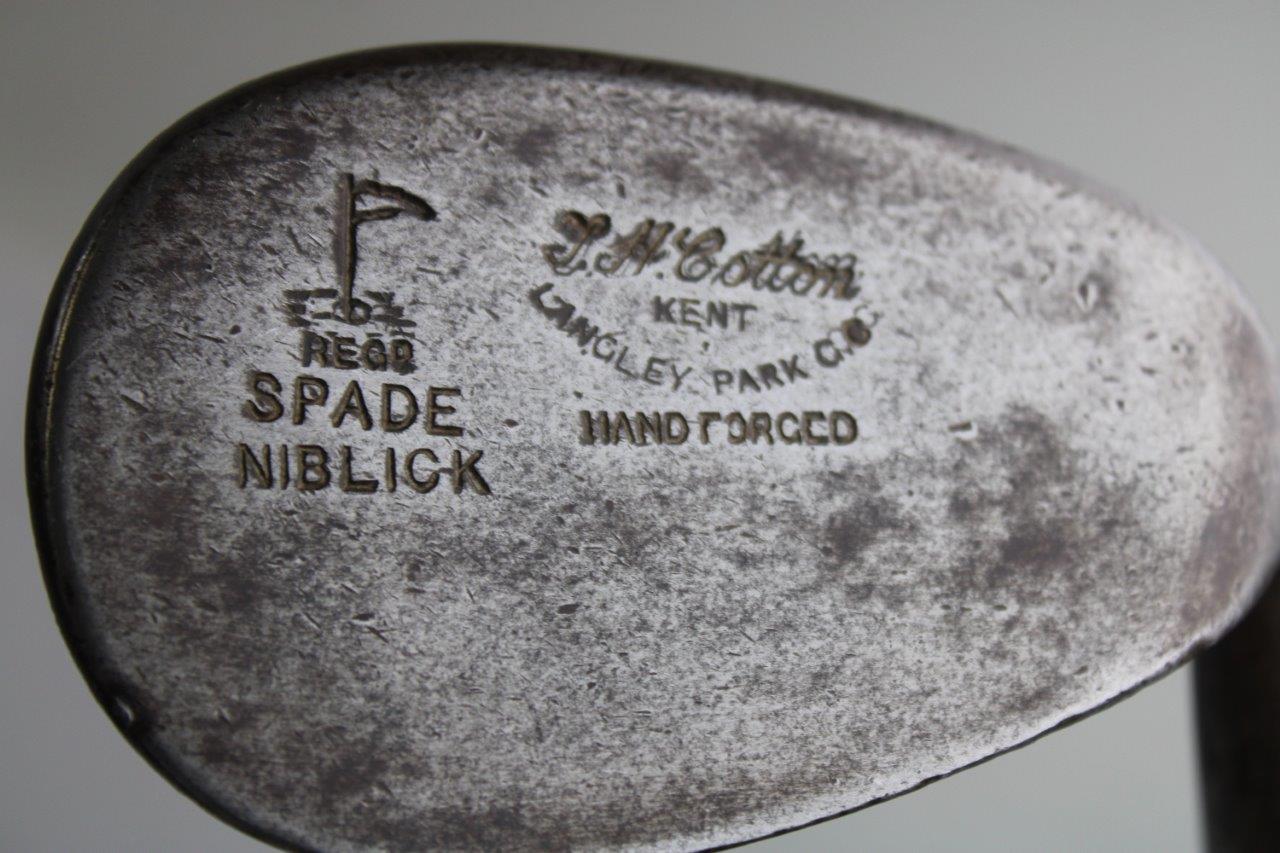 REGD
SPADE
NIBLICK
T.H. Cotton
KENT
LANGLEY PARK G.C.
HAND FORGED